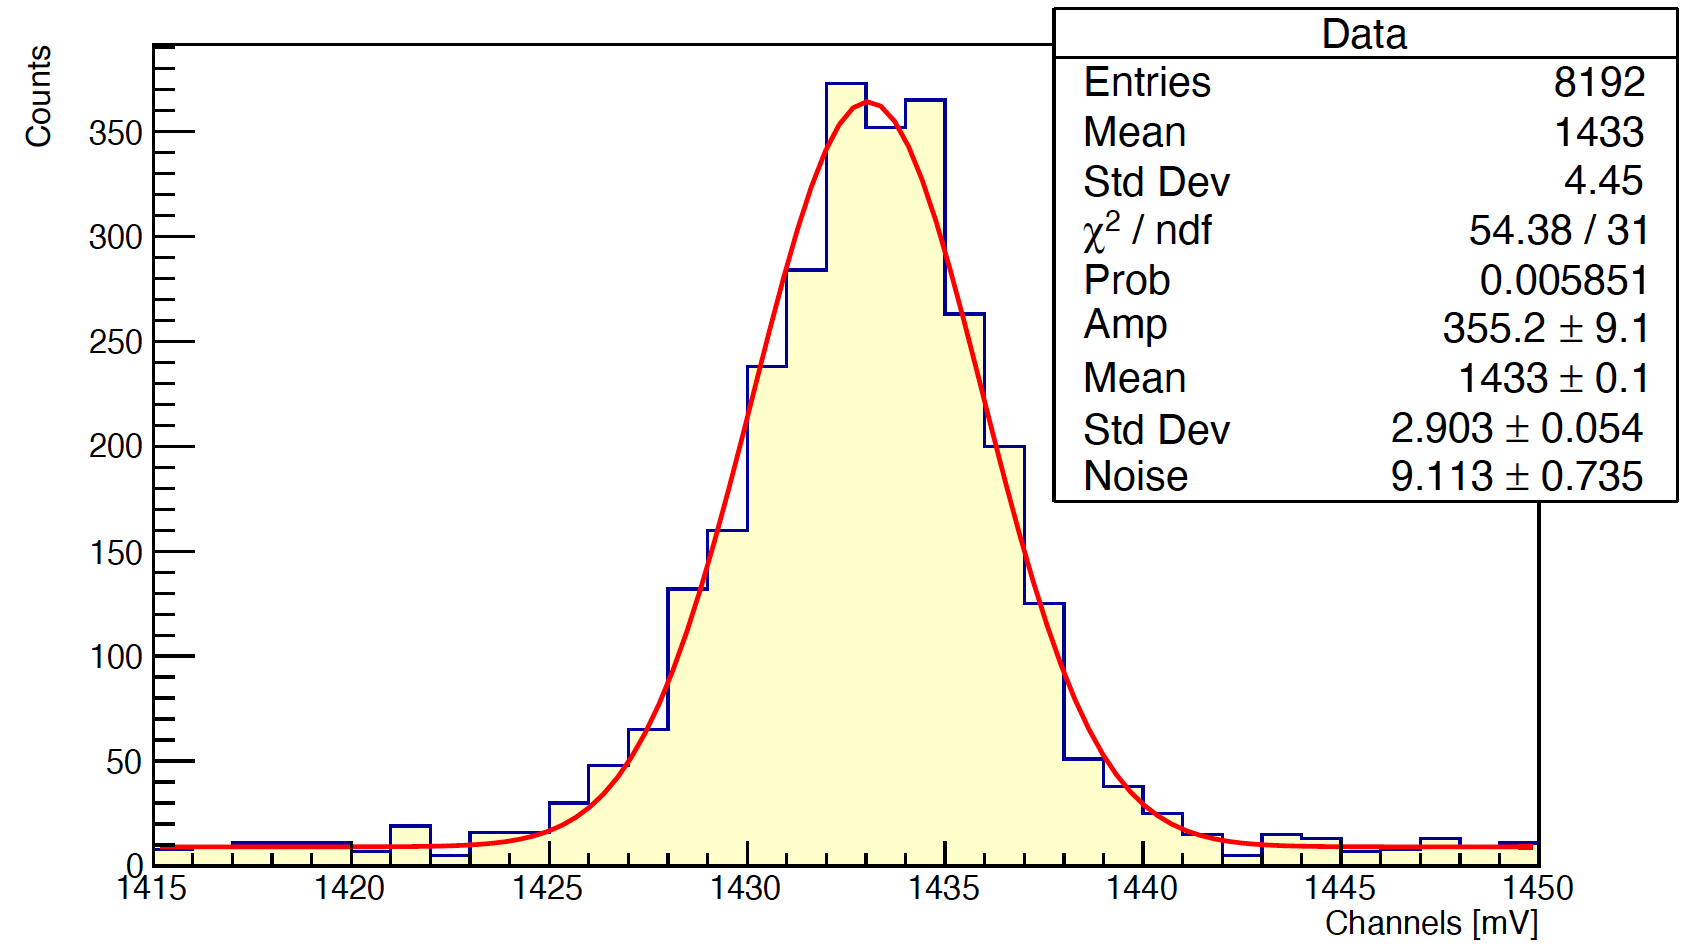 Data
Entries 8192
Mean 1433
Std Dev 4.45
χ² / ndf 54.38 / 31
Prob 0.005851
Amp 355.2 ± 9.1
Mean 1433 ± 0.1
Std Dev 2.903 ± 0.054
Noise 9.113 ± 0.735
Counts
350
300
250
200
150
100
50
0
1415 1420 1425 1430 1435 1440 1445 1450
Channels [mV]